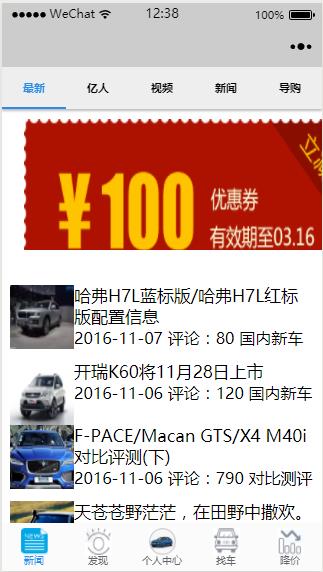 WeChat 12:38 100%
最新 亿人 视频 新闻 导购
¥100
优惠券
有效期至03.16
哈弗H7L蓝标版/哈弗H7L红标
版配置信息
2016-11-07 评论：80 国内新车
开瑞K60将11月28日上市
2016-11-06 评论：120 国内新车
F-PACE/Macan GTS/X4 M40i
对比评测(下)
2016-11-06 评论：790 对比测评
天苍苍野茫茫，在田野中撒欢。
NEWS
新闻 发现 个人中心 找车 降价